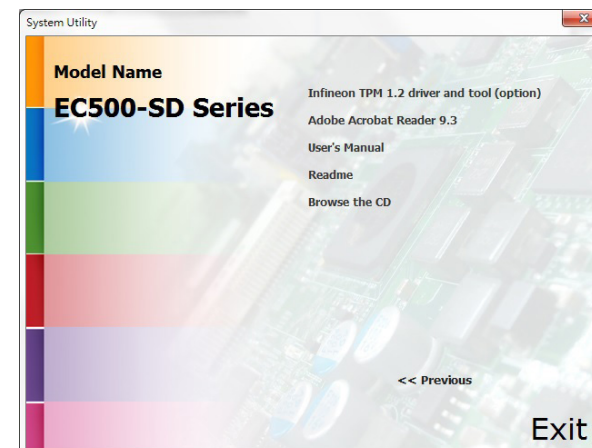 System Utility
Model Name
EC500-SD Series
Infineon TPM 1.2 driver and tool (option)
Adobe Acrobat Reader 9.3
User's Manual
Readme
Browse the CD
<< Previous
Exit